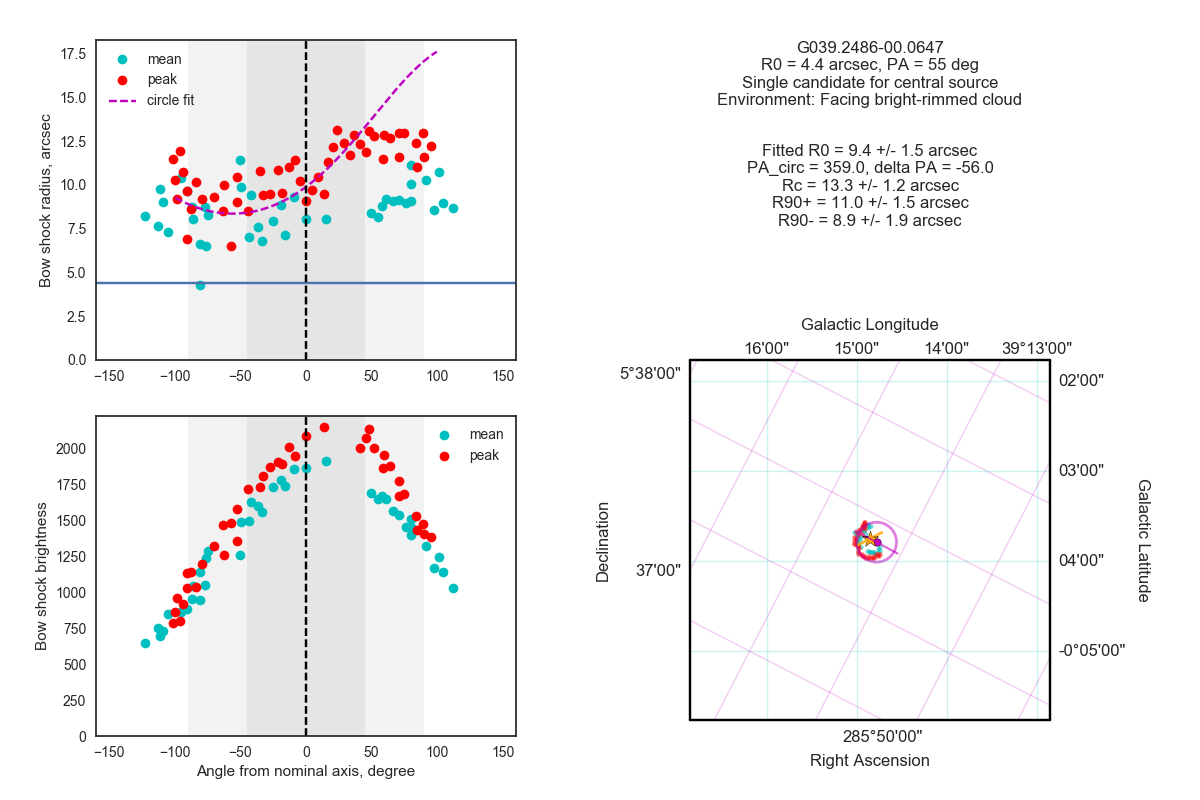 17.5
15.0
12.5
10.0
7.5
5.0
2.5
0.0
Bow shock radius, arcsec
mean
peak
circle fit
−150
−100
−50
0
50
100
150
2000
1750
1500
1250
1000
750
500
250
0
Bow shock brightness
mean
peak
−150
−100
−50
0
50
100
150
Angle from nominal axis, degree
G039.2486-00.0647
R0 = 4.4 arcsec, PA = 55 deg
Single candidate for central source
Environment: Facing bright-rimmed cloud
Fitted R0 = 9.4 +/- 1.5 arcsec
PA_circ = 359.0, delta PA = -56.0
Rc = 13.3 +/- 1.2 arcsec
R90+ = 11.0 +/- 1.5 arcsec
R90- = 8.9 +/- 1.9 arcsec
Galactic Longitude
16'00"
15'00"
14'00"
39°13'00"
5°38'00"
37'00"
Declination
02'00"
03'00"
04'00"
-0°05'00"
Galactic Latitude
285°50'00"
Right Ascension